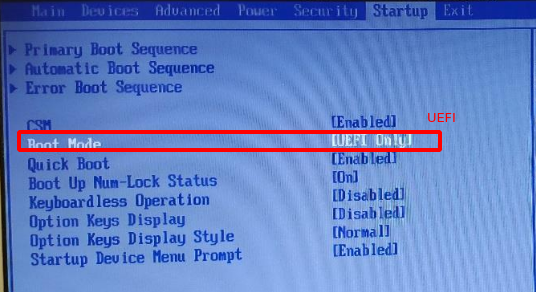 Main Devices Advanced Power Security Startup Exit
Primary Boot Sequence
Automatic Boot Sequence
Error Boot Sequence
CSM [Enabled] UEFI
Boot Mode [UEFI Only]
Quick Boot [Enabled]
Boot Up Num-Lock Status [On]
Keyboardless Operation [Disabled]
Option Keys Display [Disabled]
Option Keys Display Style [Normal]
Startup Device Menu Prompt [Enabled]